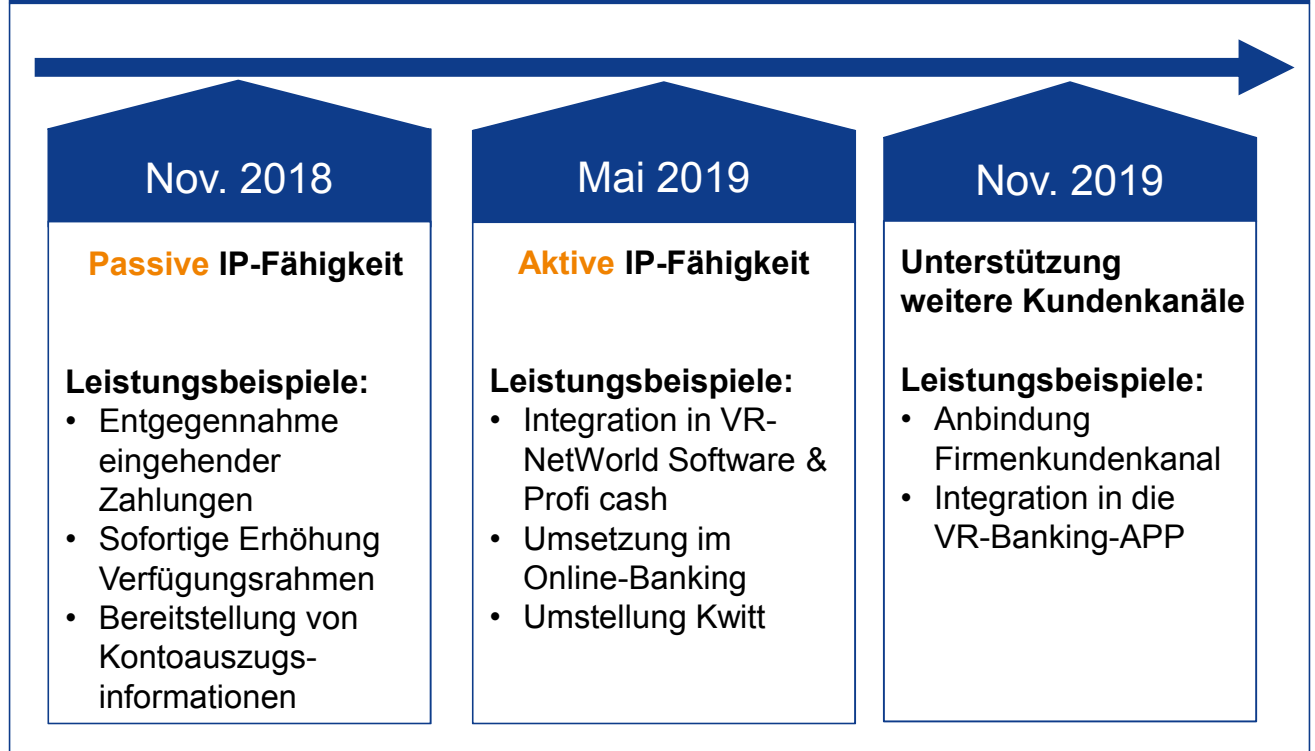 Nov. 2018
Passive IP-Fähigkeit
Leistungsbeispiele:
• Entgegennahme
eingehender
Zahlungen
• Sofortige Erhöhung
Verfügungsrahmen
• Bereitstellung von
Kontoauszugs-
informationen
Mai 2019
Aktive IP-Fähigkeit
Leistungsbeispiele:
• Integration in VR-
NetWorld Software &
Profi cash
• Umsetzung im
Online-Banking
• Umstellung Kwitt
Nov. 2019
Unterstützung
weitere Kundenkanäle
Leistungsbeispiele:
• Anbindung
Firmenkundenkanal
• Integration in die
VR-Banking-APP